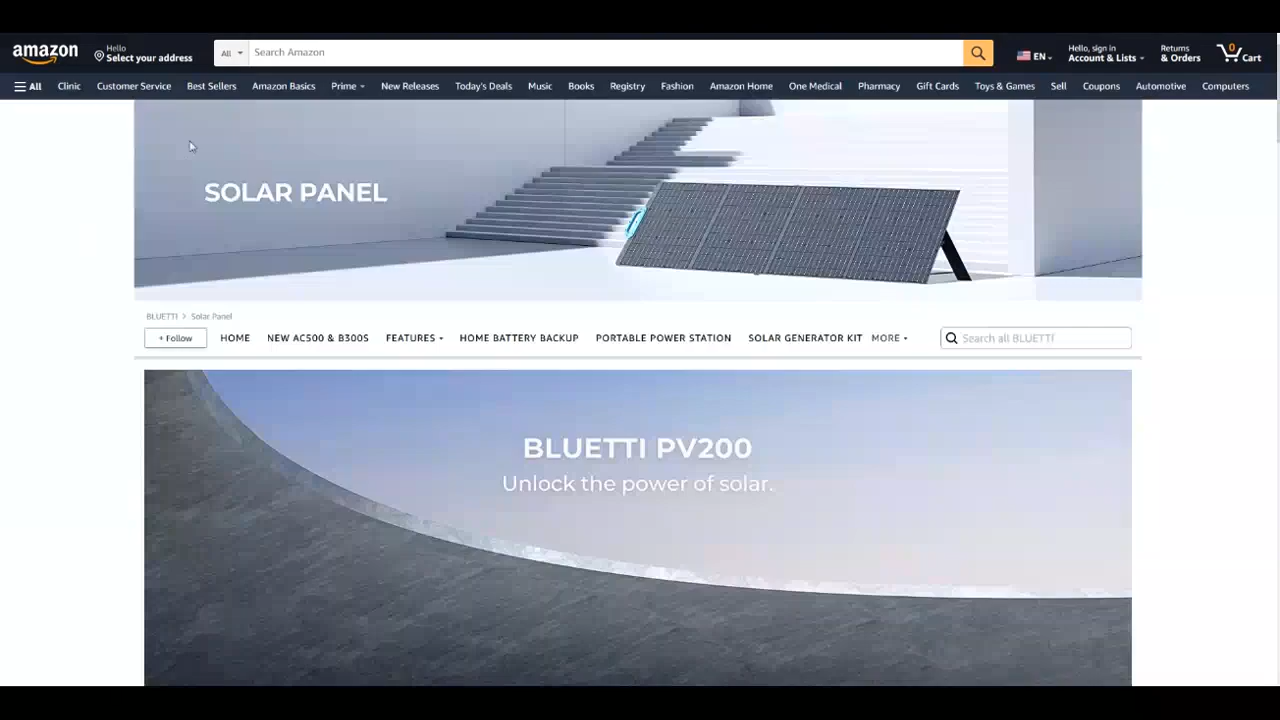 amazon
Hello
Select your address
All
Search Amazon
EN
Hello, sign in
Account & Lists
Returns
& Orders
0
Cart
All Clinic Customer Service Best Sellers Amazon Basics Prime New Releases Today's Deals Music Books Registry Fashion Amazon Home One Medical Pharmacy Gift Cards Toys & Games Sell Coupons Automotive Computers
SOLAR PANEL
BLUETTI > Solar Panel
+ Follow HOME NEW AC500 & B300S FEATURES HOME BATTERY BACKUP PORTABLE POWER STATION SOLAR GENERATOR KIT MORE Search all BLUETTI
BLUETTI PV200
Unlock the power of solar.